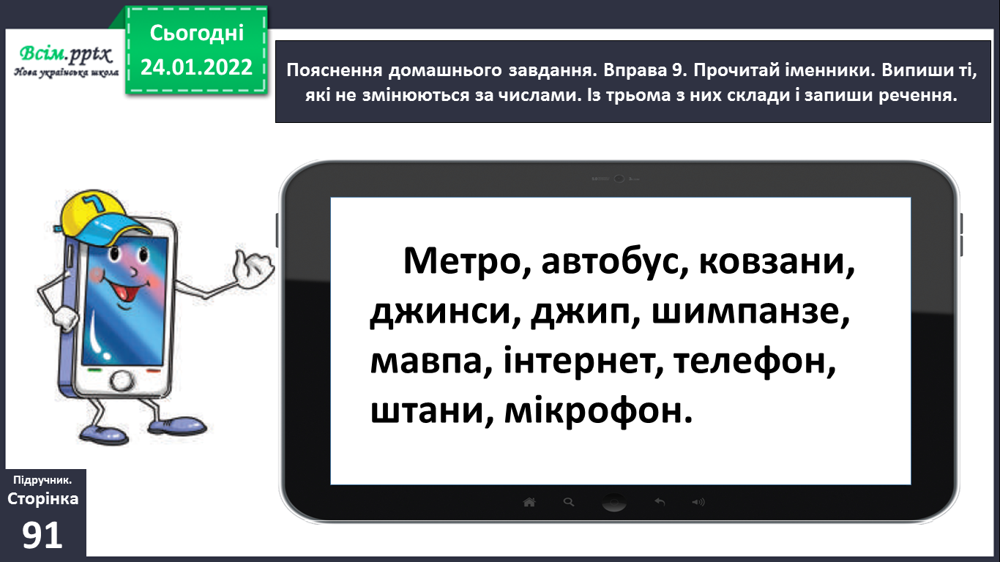 Сьогодні
24.01.2022
Всім.pptx
Нова українська школа
Пояснення домашнього завдання. Вправа 9. Прочитай іменники. Випиши ті,
які не змінюються за числами. Із трьома з них склади і запиши речення.
Метро, автобус, ковзани,
джинси, джип, шимпанзе,
мавпа, інтернет, телефон,
штани, мікрофон.
Підручник.
Сторінка
91